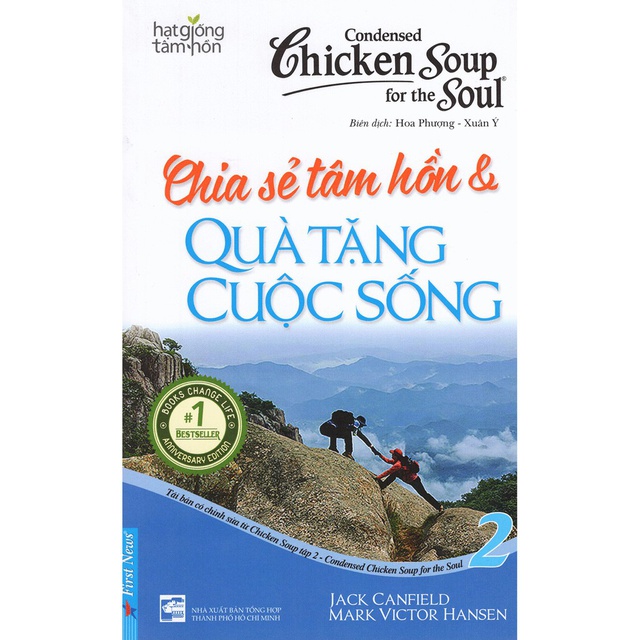 hạt giống
tâm hồn
Condensed
Chicken Soup
for the Soul®
Biên dịch: Hoa Phượng - Xuân Ý
Chia sẻ tâm hồn &
QUÀ TẶNG
CUỘC SỐNG
BOOKS CHANGE LIFE
#1
BESTSELLER
ANNIVERSARY EDITION
Tái bản có chỉnh sửa từ Chicken Soup tập 2 - Condensed Chicken Soup for the Soul
2
First News®
NHÀ XUẤT BẢN TỔNG HỢP
THÀNH PHỐ HỒ CHÍ MINH
JACK CANFIELD
MARK VICTOR HANSEN